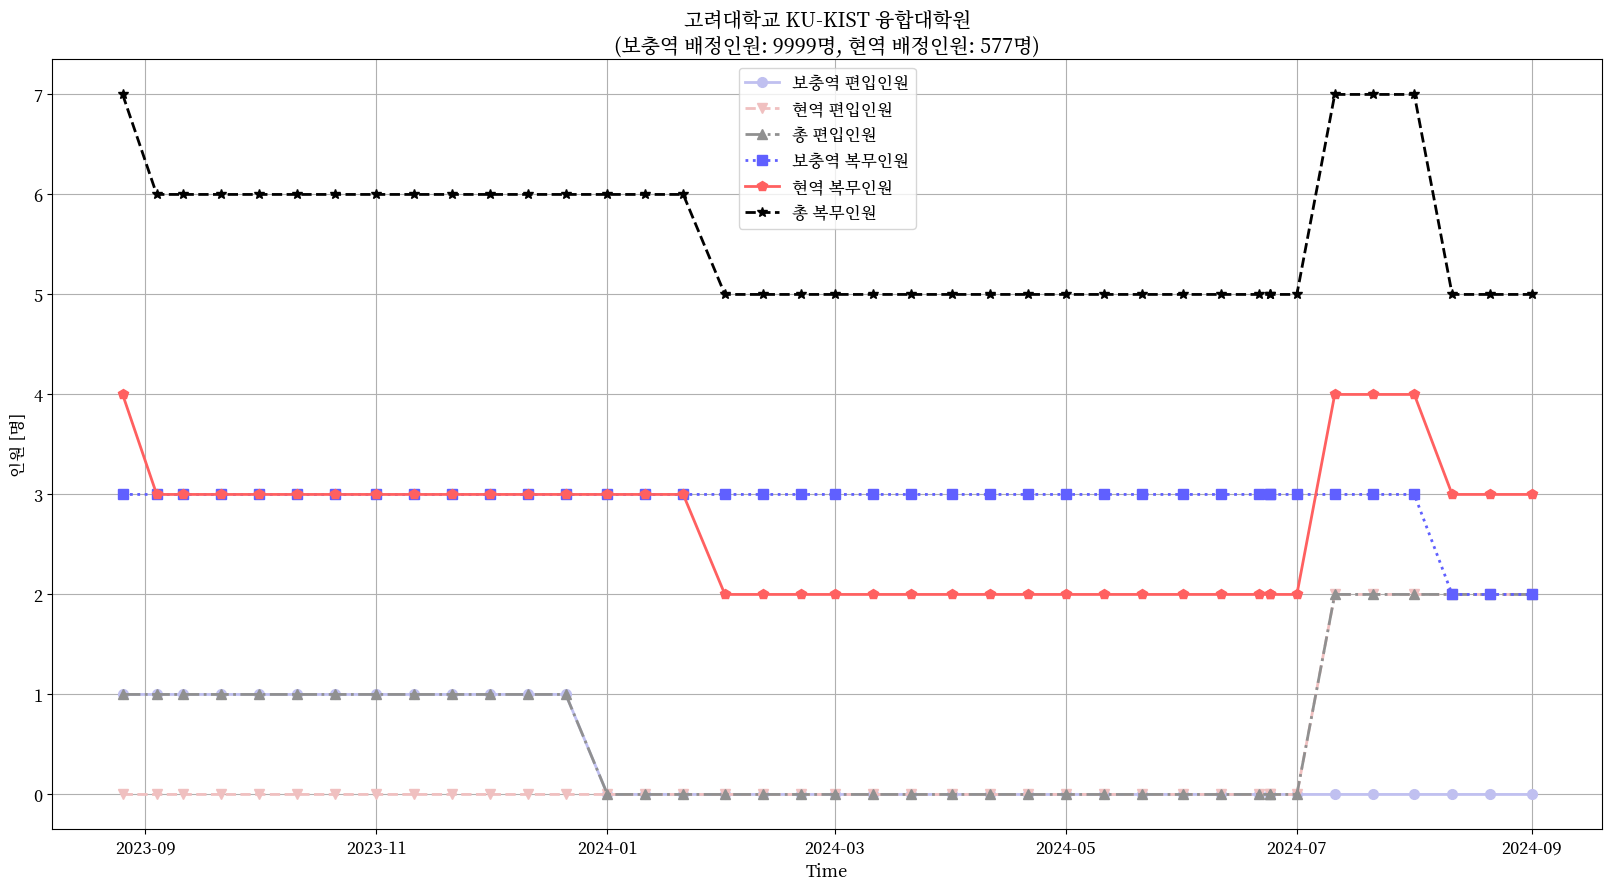 고려대학교 KU-KIST 융합대학원
(보충역 배정인원: 9999명, 현역 배정인원: 577명)
보충역 편입인원
현역 편입인원
총 편입인원
보충역 복무인원
현역 복무인원
총 복무인원
7
6
5
4
3
2
1
0
인원 [명]
2023-09
2023-11
2024-01
2024-03
2024-05
2024-07
2024-09
Time